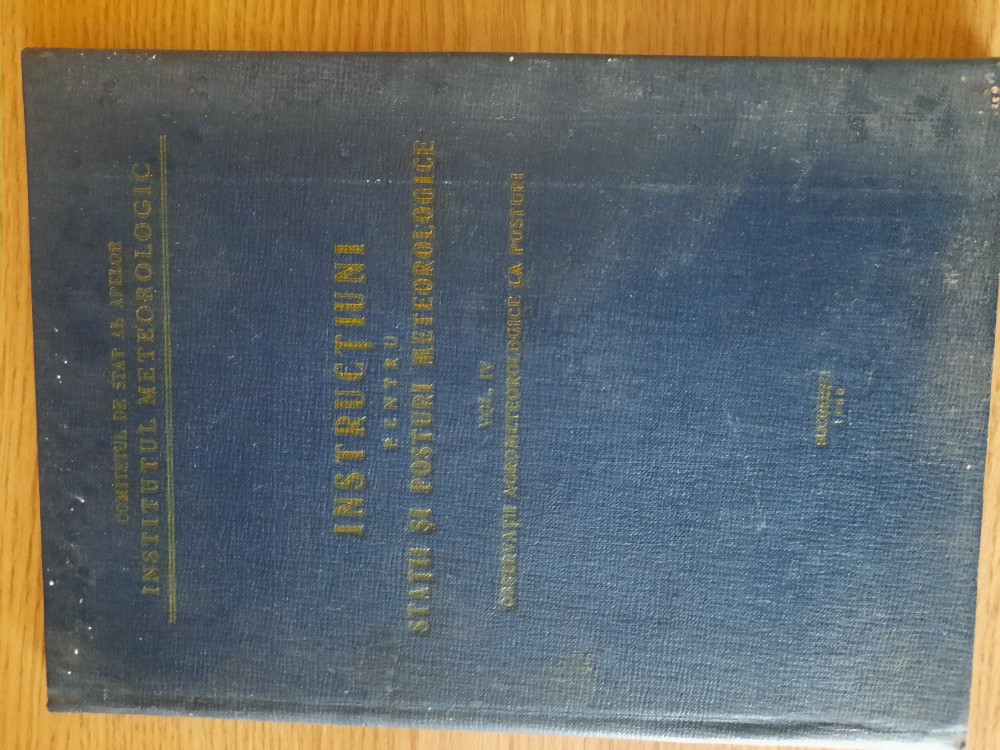 COMITETUL DE STAT AL APELOR
INSTITUTUL METEOROLOGIC
INSTRUCȚIUNI
PENTRU
STAȚII ȘI POSTURI METEOROLOGICE
VOL. IV
OBSERVAȚII AGROMETEOROLOGICE LA POSTURI
BUCUREȘTI